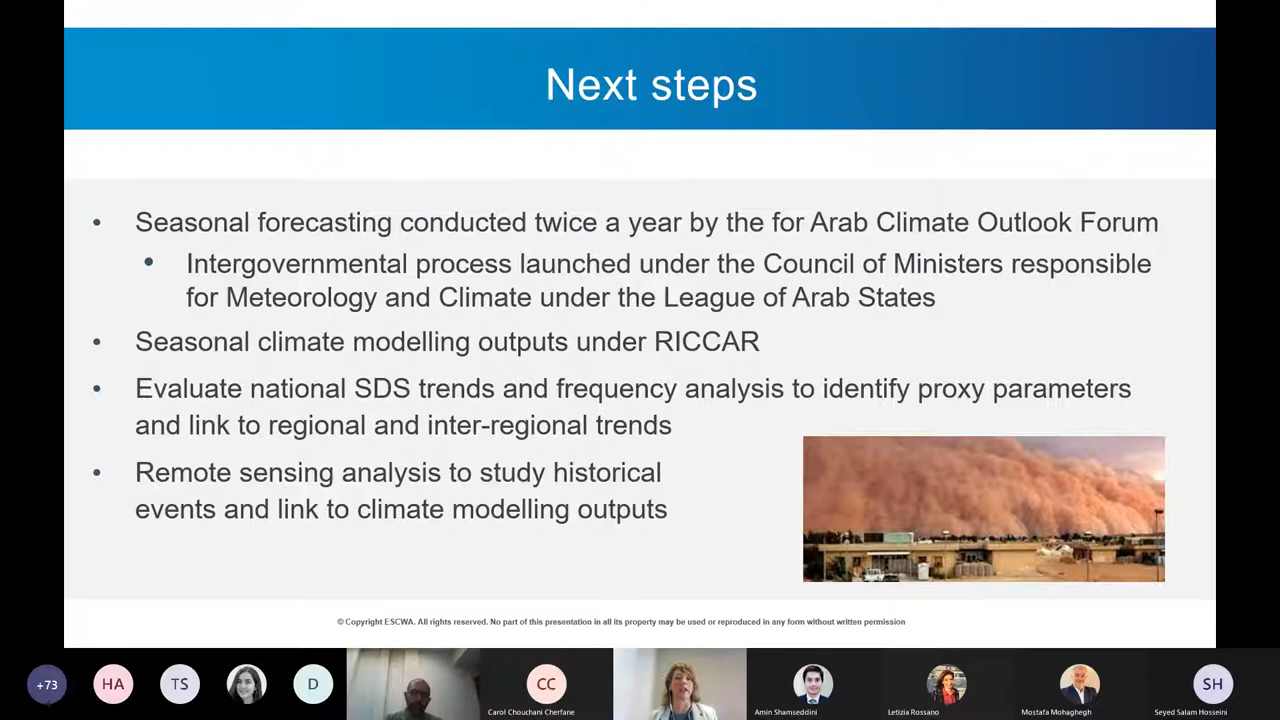 Next steps
• Seasonal forecasting conducted twice a year by the for Arab Climate Outlook Forum
• Intergovernmental process launched under the Council of Ministers responsible
for Meteorology and Climate under the League of Arab States
• Seasonal climate modelling outputs under RICCAR
• Evaluate national SDS trends and frequency analysis to identify proxy parameters
and link to regional and inter-regional trends
• Remote sensing analysis to study historical
events and link to climate modelling outputs
© Copyright ESCWA. All rights reserved. No part of this presentation in all its property may be used or reproduced in any form without written permission
+73
HA
TS
D
CC
SH
Carol Chouchani Cherfane
Amin Shamseddini
Letizia Rossano
Mostafa Mohaghegh
Seyed Salam Hosseini